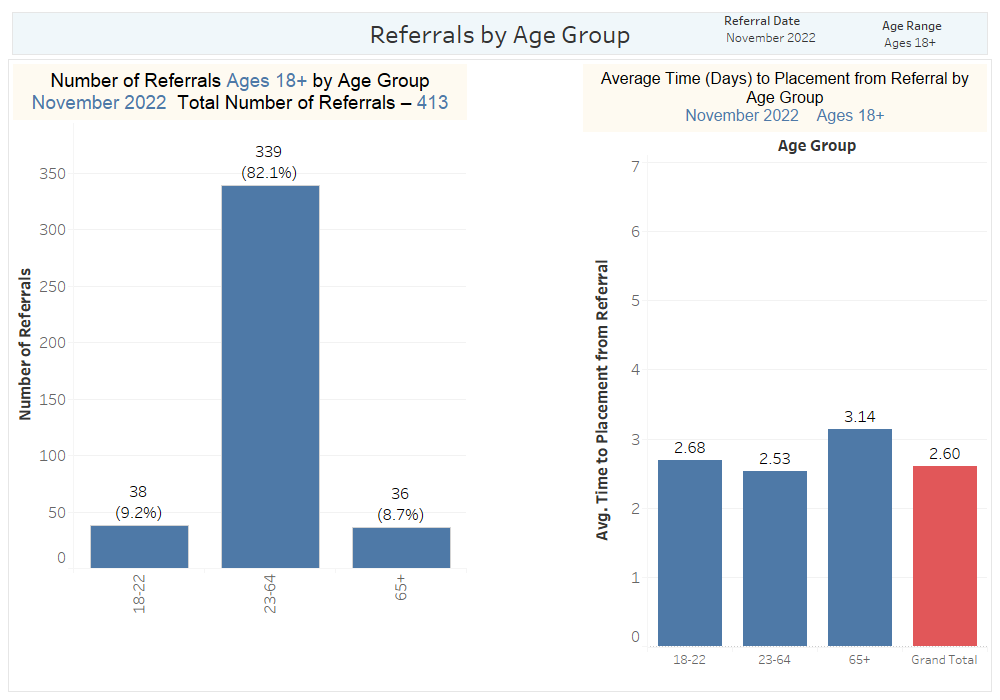 Referrals by Age Group
Referral Date
November 2022
Age Range
Ages 18+
Number of Referrals Ages 18+ by Age Group
November 2022 Total Number of Referrals – 413
Number of Referrals
350
300
250
200
150
100
50
0
339
(82.1%)
38
(9.2%)
36
(8.7%)
18-22
23-64
65+
Average Time (Days) to Placement from Referral by
Age Group
November 2022 Ages 18+
Age Group
Avg. Time to Placement from Referral
7
6
5
4
3
2
1
0
2.68
2.53
3.14
2.60
18-22
23-64
65+
Grand Total